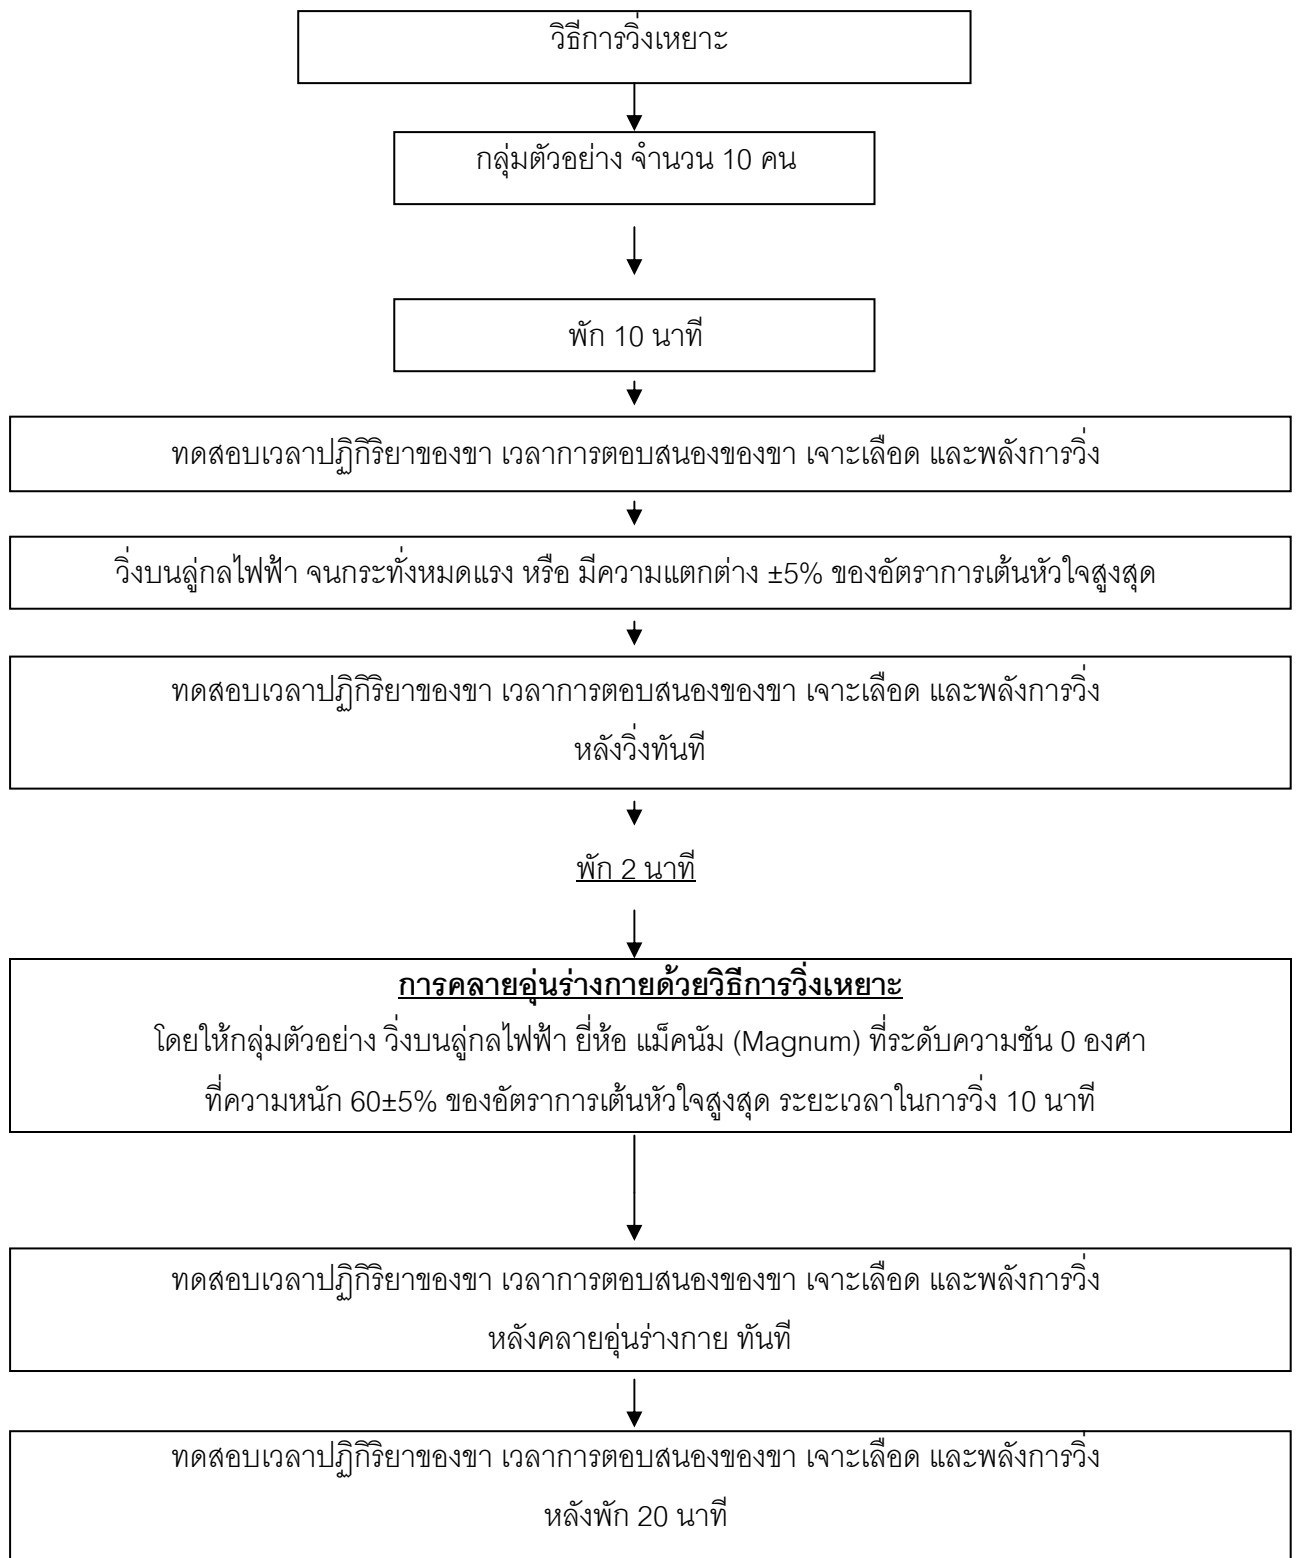 วิธีการวิ่งเหยาะ
กลุ่มตัวอย่าง จำนวน 10 คน
พัก 10 นาที
ทดสอบเวลาปฏิกิริยาของขา เวลาการตอบสนองของขา เจาะเลือด และพลังการวิ่ง
วิ่งบนลู่กลไฟฟ้า จนกระทั่งหมดแรง หรือ มีความแตกต่าง ±5% ของอัตราการเต้นหัวใจสูงสุด
ทดสอบเวลาปฏิกิริยาของขา เวลาการตอบสนองของขา เจาะเลือด และพลังการวิ่ง
หลังวิ่งทันที
พัก 2 นาที
การคลายอุ่นร่างกายด้วยวิธีการวิ่งเหยาะ
โดยให้กลุ่มตัวอย่าง วิ่งบนลู่กลไฟฟ้า ยี่ห้อ แม็คนัม (Magnum) ที่ระดับความชัน 0 องศา
ที่ความหนัก 60±5% ของอัตราการเต้นหัวใจสูงสุด ระยะเวลาในการวิ่ง 10 นาที
ทดสอบเวลาปฏิกิริยาของขา เวลาการตอบสนองของขา เจาะเลือด และพลังการวิ่ง
หลังคลายอุ่นร่างกาย ทันที
ทดสอบเวลาปฏิกิริยาของขา เวลาการตอบสนองของขา เจาะเลือด และพลังการวิ่ง
หลังพัก 20 นาที